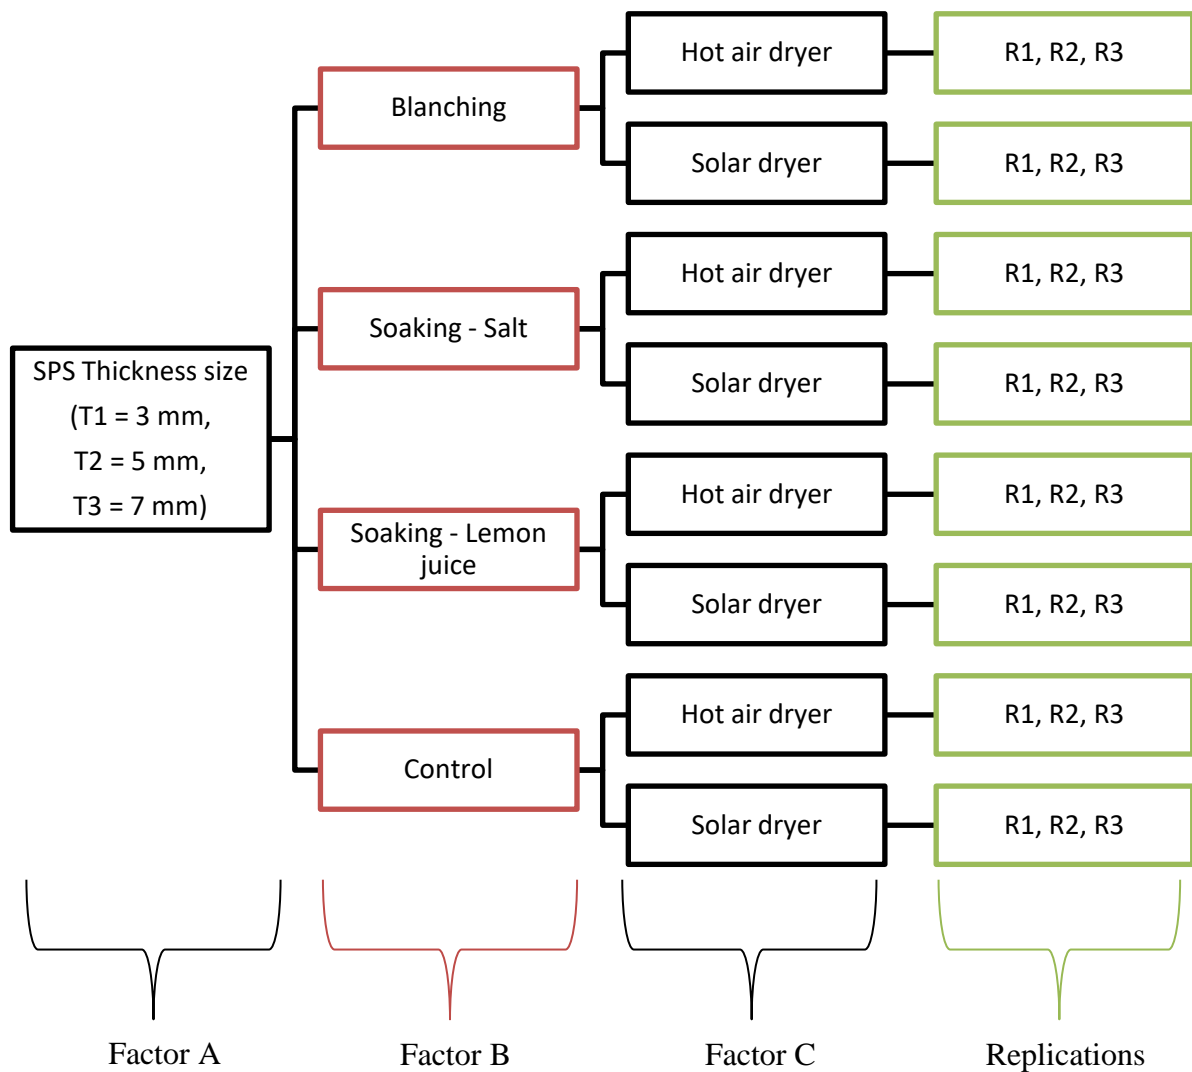 SPS Thickness size
(T1 = 3 mm,
T2 = 5 mm,
T3 = 7 mm)
Blanching
Hot air dryer
R1, R2, R3
Solar dryer
R1, R2, R3
Soaking - Salt
Hot air dryer
R1, R2, R3
Solar dryer
R1, R2, R3
Soaking - Lemon
juice
Hot air dryer
R1, R2, R3
Solar dryer
R1, R2, R3
Control
Hot air dryer
R1, R2, R3
Solar dryer
R1, R2, R3
Factor A
Factor B
Factor C
Replications